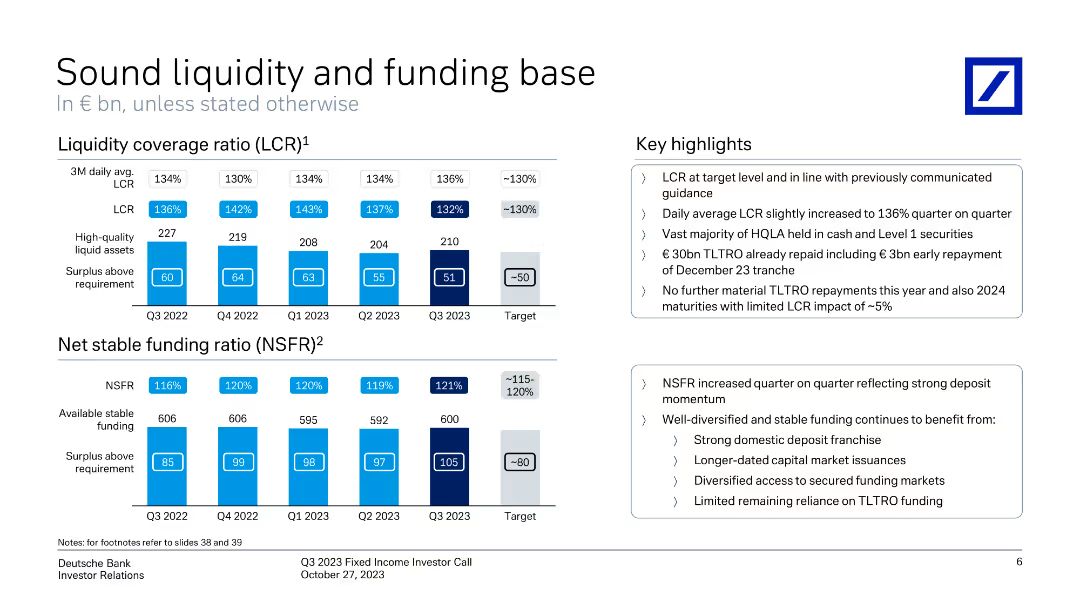 Sound liquidity and funding base
In € bn, unless stated otherwise
Liquidity coverage ratio (LCR)1
3M daily avg.
LCR
134% 130% 134% 134% 136% ~130%
LCR 136% 142% 143% 137% 132% ~130%
High-quality
liquid assets
227 219 208 204 210
Surplus above
requirement
60 64 63 55 51 ~50
Q3 2022 Q4 2022 Q1 2023 Q2 2023 Q3 2023 Target
Net stable funding ratio (NSFR)2
NSFR 116% 120% 120% 119% 121% ~115-
120%
Available stable
funding
606 606 595 592 600
Surplus above
requirement
85 99 98 97 105 ~80
Q3 2022 Q4 2022 Q1 2023 Q2 2023 Q3 2023 Target
Key highlights
〉 LCR at target level and in line with previously communicated
guidance
〉 Daily average LCR slightly increased to 136% quarter on quarter
〉 Vast majority of HQLA held in cash and Level 1 securities
〉 € 30bn TLTRO already repaid including € 3bn early repayment
of December 23 tranche
〉 No further material TLTRO repayments this year and also 2024
maturities with limited LCR impact of ~5%
〉 NSFR increased quarter on quarter reflecting strong deposit
momentum
〉 Well-diversified and stable funding continues to benefit from:
〉 Strong domestic deposit franchise
〉 Longer-dated capital market issuances
〉 Diversified access to secured funding markets
〉 Limited remaining reliance on TLTRO funding
Notes: for footnotes refer to slides 38 and 39
Deutsche Bank
Investor Relations
Q3 2023 Fixed Income Investor Call
October 27, 2023
6